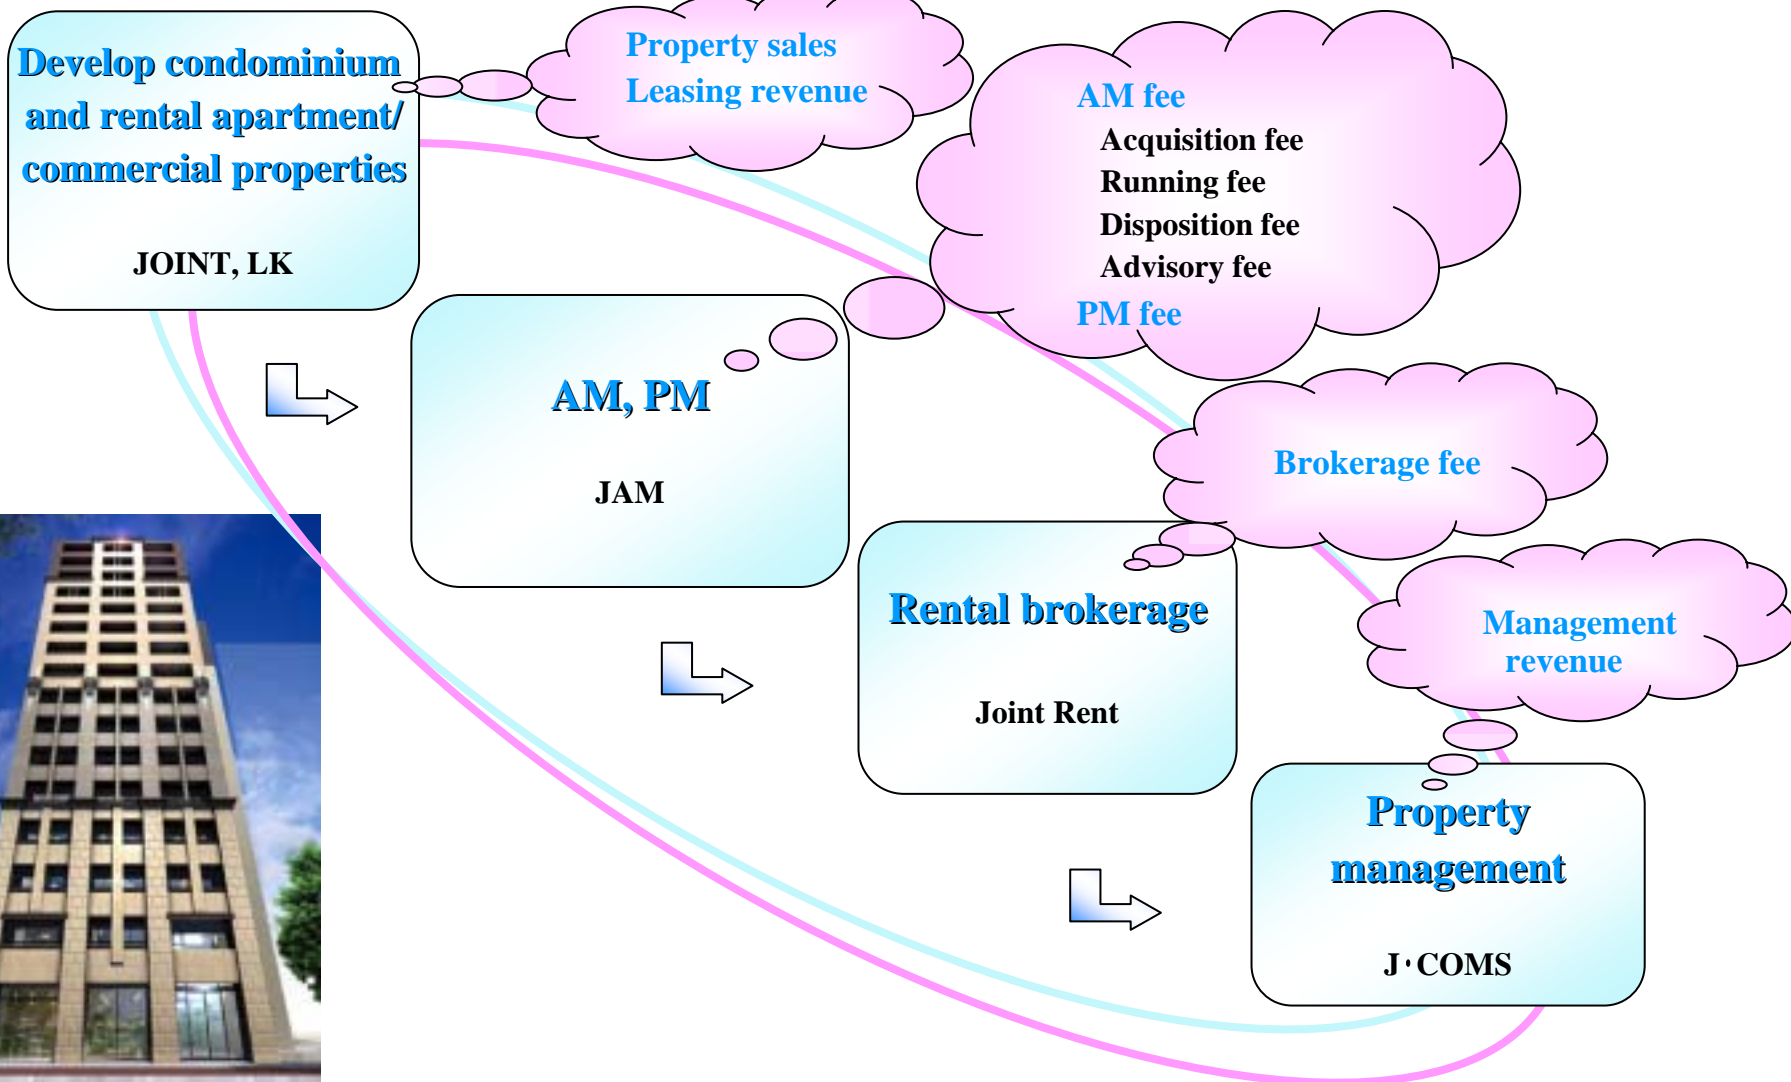 Develop condominium
and rental apartment/
commercial properties
JOINT, LK
Property sales
Leasing revenue
AM fee
Acquisition fee
Running fee
Disposition fee
Advisory fee
PM fee
AM, PM
JAM
Brokerage fee
Rental brokerage
Joint Rent
Management
revenue
Property
management
J・COMS